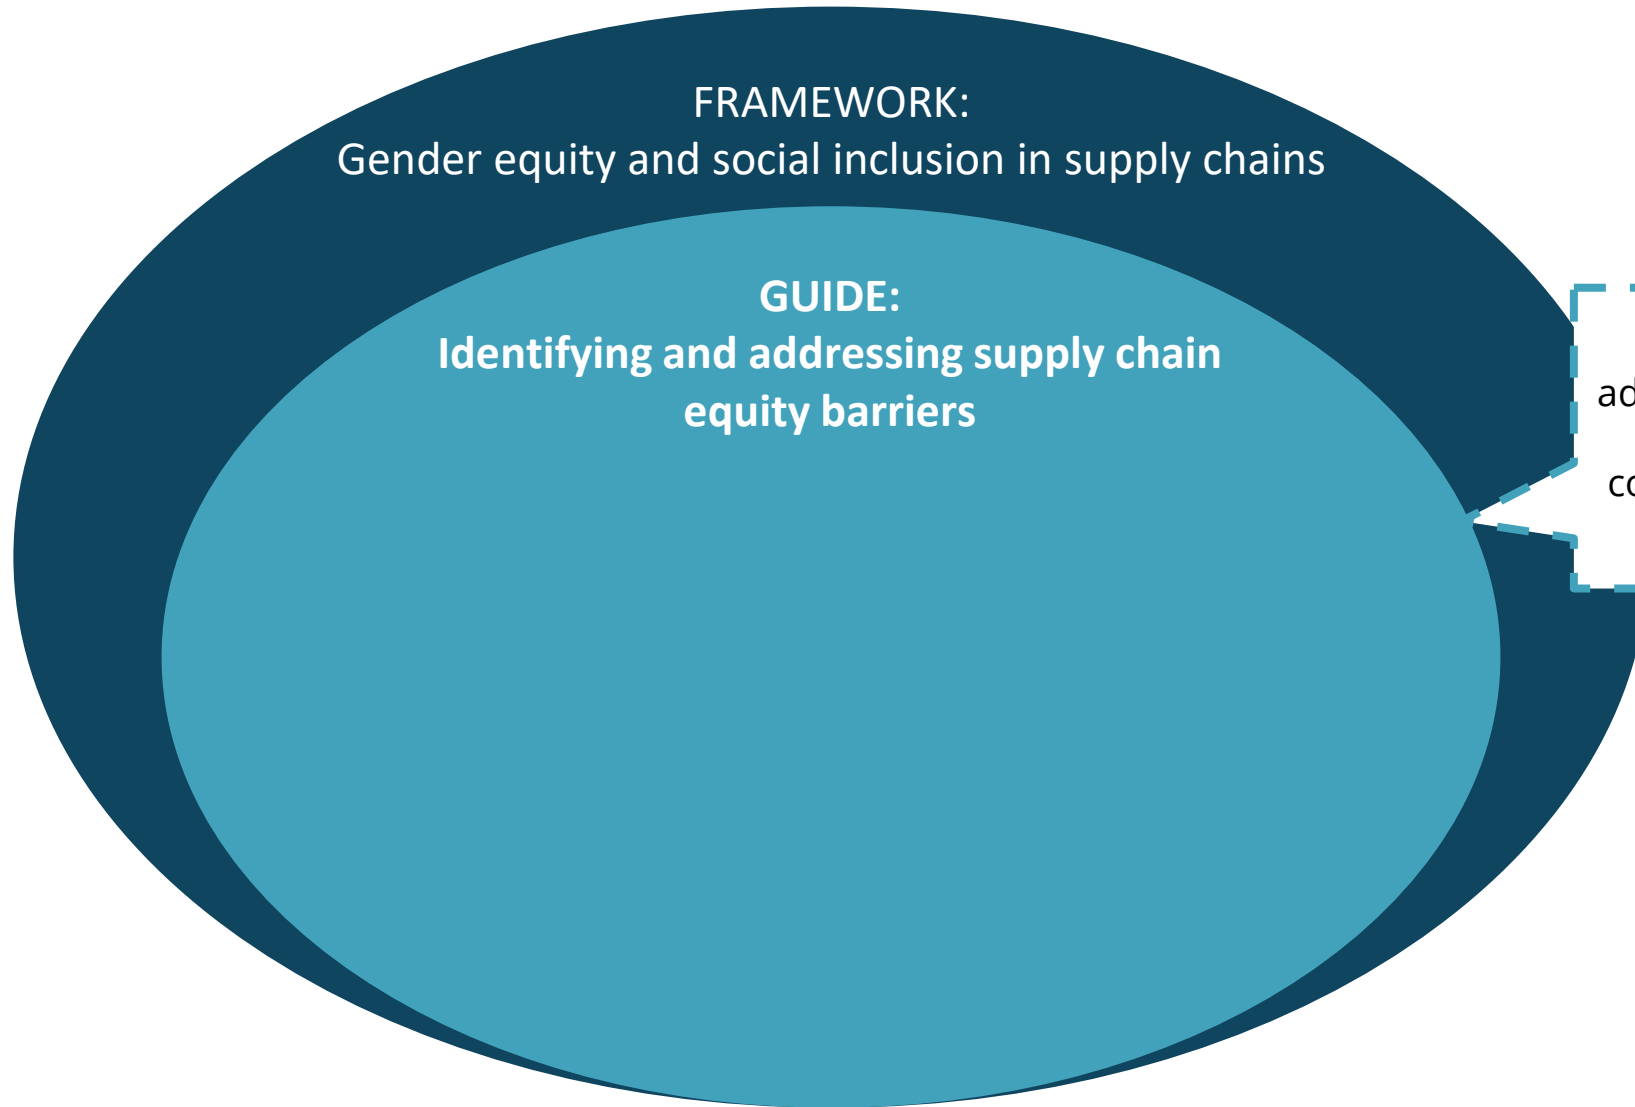 FRAMEWORK:
Gender equity and social inclusion in supply chains
GUIDE:
Identifying and addressing supply chain
equity barriers